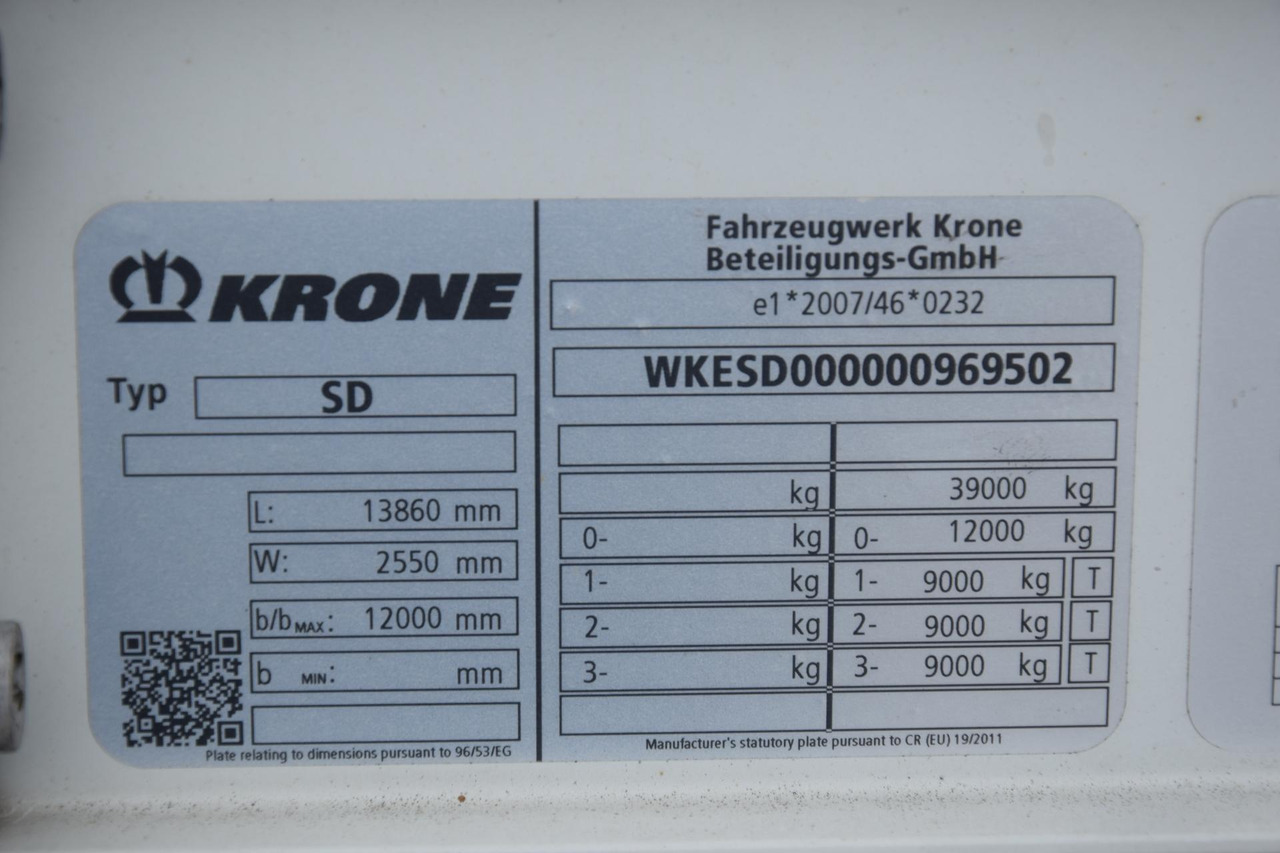 KRONE
Typ SD
L: 13860 mm
W: 2550 mm
b/b MAX: 12000 mm
b MIN: mm
Plate relating to dimensions pursuant to 96/53/EG
Fahrzeugwerk Krone
Beteiligungs-GmbH
e1*2007/46*0232
WKESD000000969502
kg 39000 kg
0- kg 0- 12000 kg
1- kg 1- 9000 kg T
2- kg 2- 9000 kg T
3- kg 3- 9000 kg T
Manufacturer's statutory plate pursuant to CR (EU) 19/2011